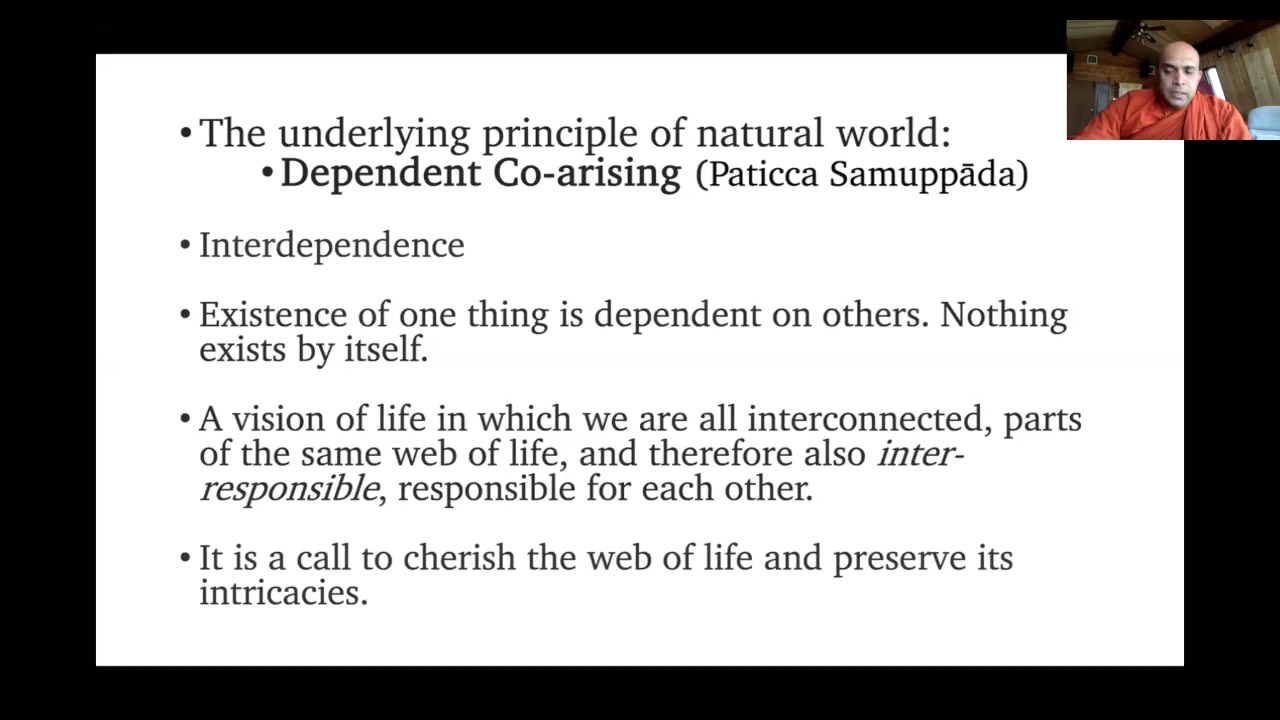 • The underlying principle of natural world:
• Dependent Co-arising (Paticca Samuppāda)
• Interdependence
• Existence of one thing is dependent on others. Nothing
exists by itself.
• A vision of life in which we are all interconnected, parts
of the same web of life, and therefore also inter-
responsible, responsible for each other.
• It is a call to cherish the web of life and preserve its
intricacies.